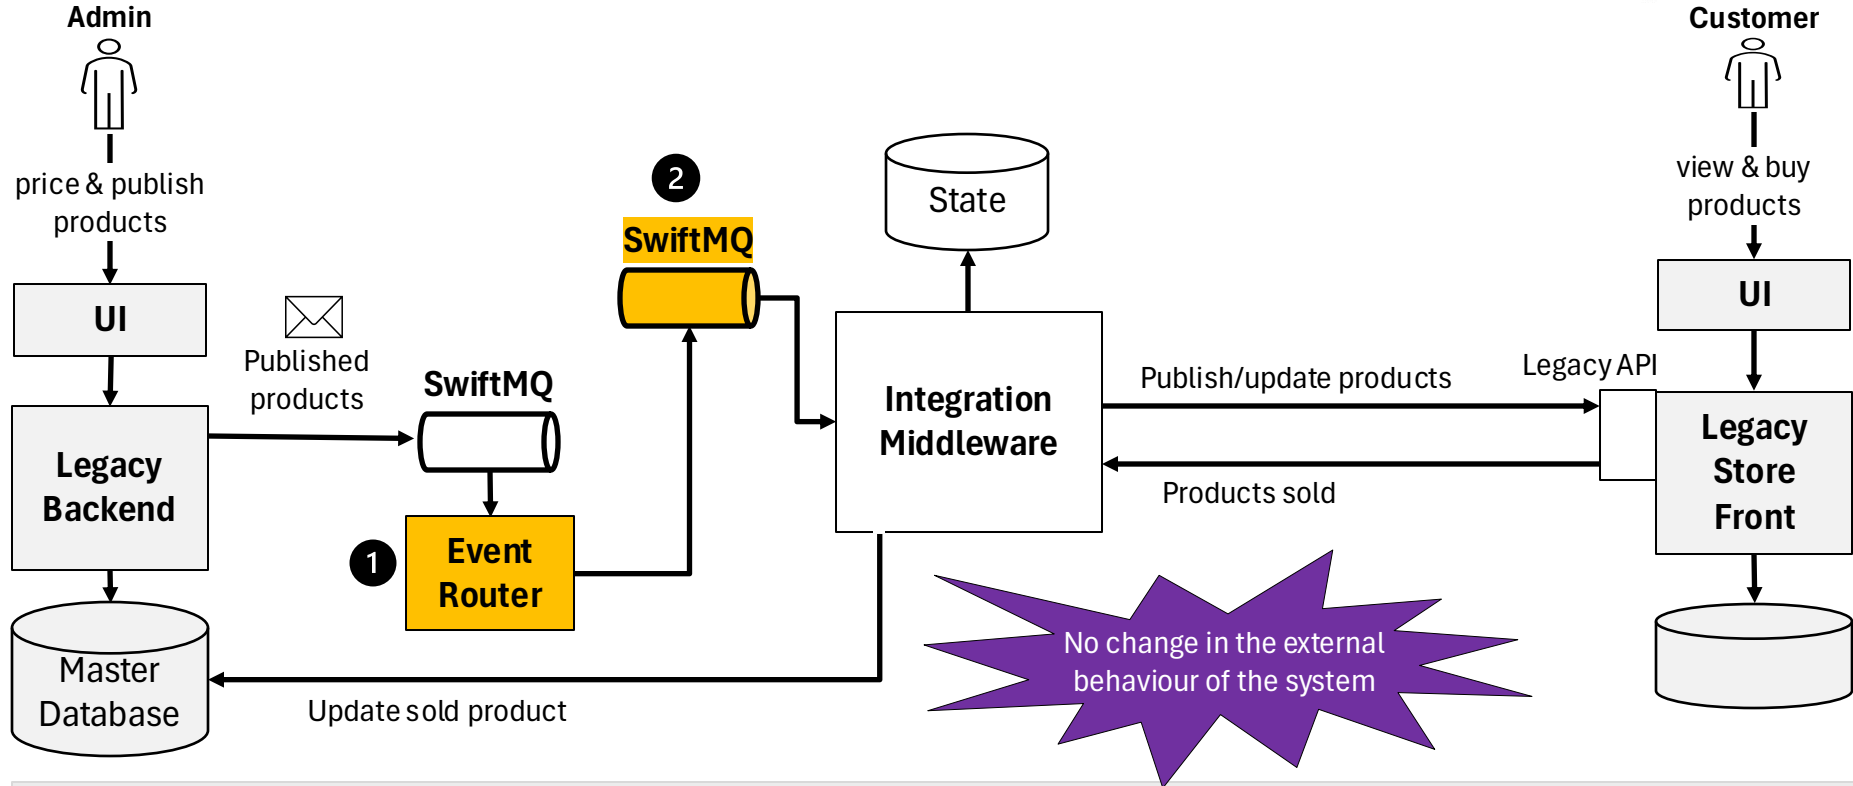 Admin
price & publish
products
UI
Legacy
Backend
Master
Database
Published
products
SwiftMQ
1
Event
Router
2
SwiftMQ
State
Integration
Middleware
Publish/update products
Products sold
Update sold product
No change in the external
behaviour of the system
Customer
view & buy
products
UI
Legacy API
Legacy
Store
Front